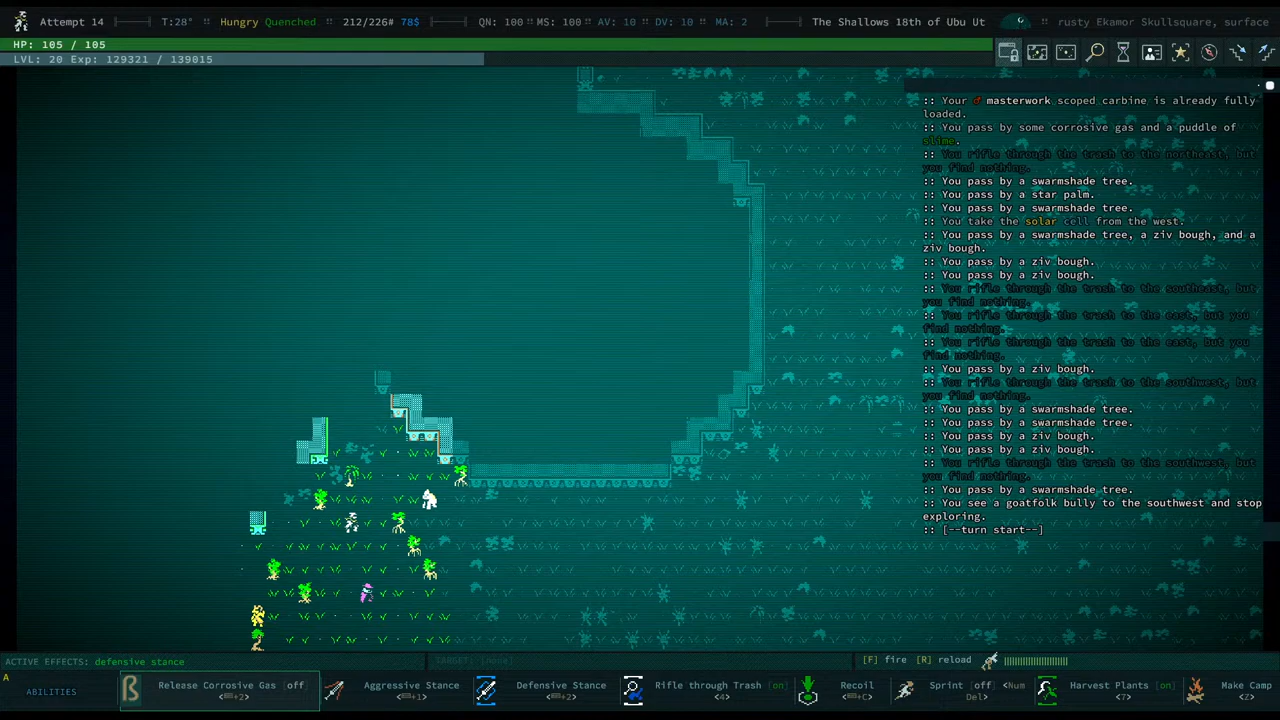 Attempt 14 T:28° :: Hungry Quenched :: 212/226# 78$ QN: 100 :: MS: 100 :: AV: 10 :: DV: 10 :: MA: 2 The Shallows 18th of Ubu Ut :: rusty Ekamor Skullsquare, surface
HP: 105 / 105
LVL: 20 Exp: 129321 / 139015
:: Your ♂ masterwork scoped carbine is already fully
loaded.
:: You pass by some corrosive gas and a puddle of
slime.
:: You rifle through the trash to the northeast, but
you find nothing.
:: You pass by a swarmshade tree.
:: You pass by a star palm.
:: You pass by a swarmshade tree.
:: You take the solar cell from the west.
:: You pass by a swarmshade tree, a ziv bough, and a
ziv bough.
:: You pass by a ziv bough.
:: You pass by a ziv bough.
:: You rifle through the trash to the southeast, but
you find nothing.
:: You rifle through the trash to the east, but you
find nothing.
:: You rifle through the trash to the east, but you
find nothing.
:: You pass by a ziv bough.
:: You rifle through the trash to the southwest, but
you find nothing.
:: You pass by a swarmshade tree.
:: You pass by a swarmshade tree.
:: You pass by a ziv bough.
:: You pass by a ziv bough.
:: You rifle through the trash to the southwest, but
you find nothing.
:: You pass by a swarmshade tree.
:: You see a goatfolk bully to the southwest and stop
exploring.
:: [--turn start--]
ACTIVE EFFECTS: defensive stance TARGET: [none] [F] fire [R] reload
A
ABILITIES
Release Corrosive Gas [off]
<⌨+2>
Aggressive Stance
<⌨+1>
Defensive Stance
<⌨+2>
Rifle through Trash [on]
<4>
Recoil
<⌨+C>
Sprint [off] <Num
Del>
Harvest Plants [on]
<7>
Make Camp
<Z>